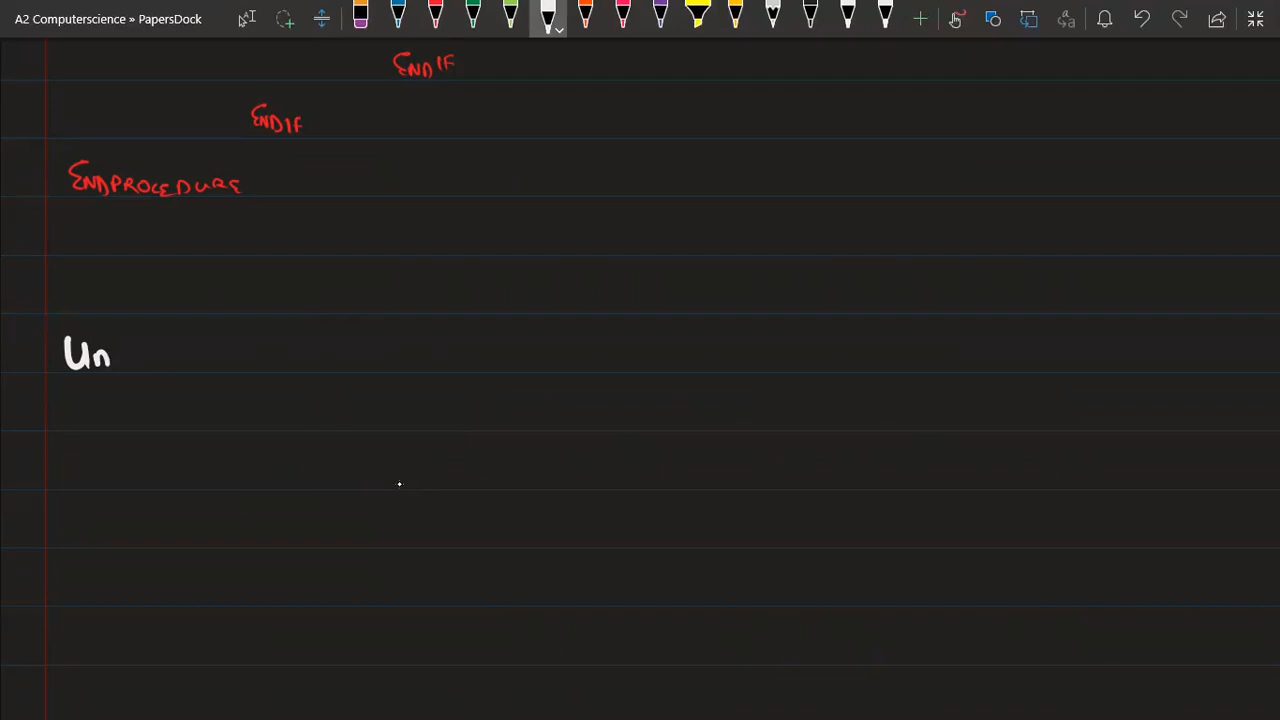 A2 Computerscience » PapersDock
ENDIF
ENDIF
ENDPROCEDURE
Un